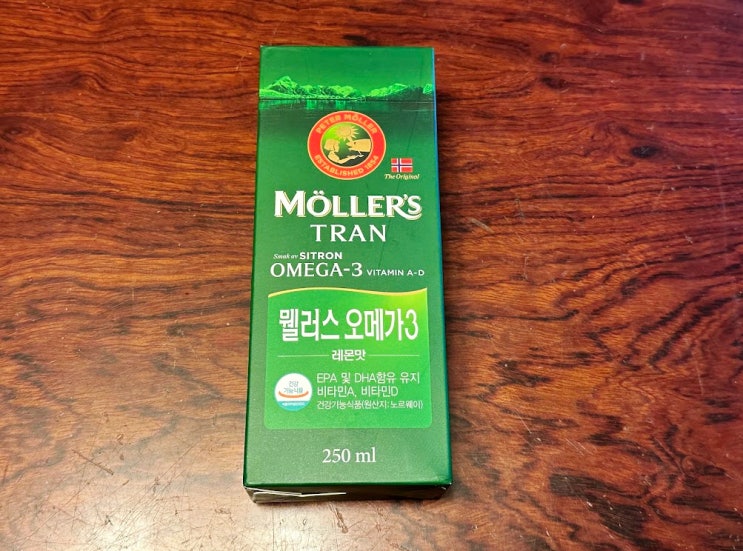 PETER MÖLLER
ESTABLISHED 1854
The Original
MÖLLER'S
TRAN
Smak av SITRON
OMEGA-3 VITAMIN A-D
뮐러스 오메가3
레몬맛
건강
기능식품
EPA 및 DHA함유 유지
비타민A, 비타민D
건강기능식품(원산지:노르웨이)
250 ml